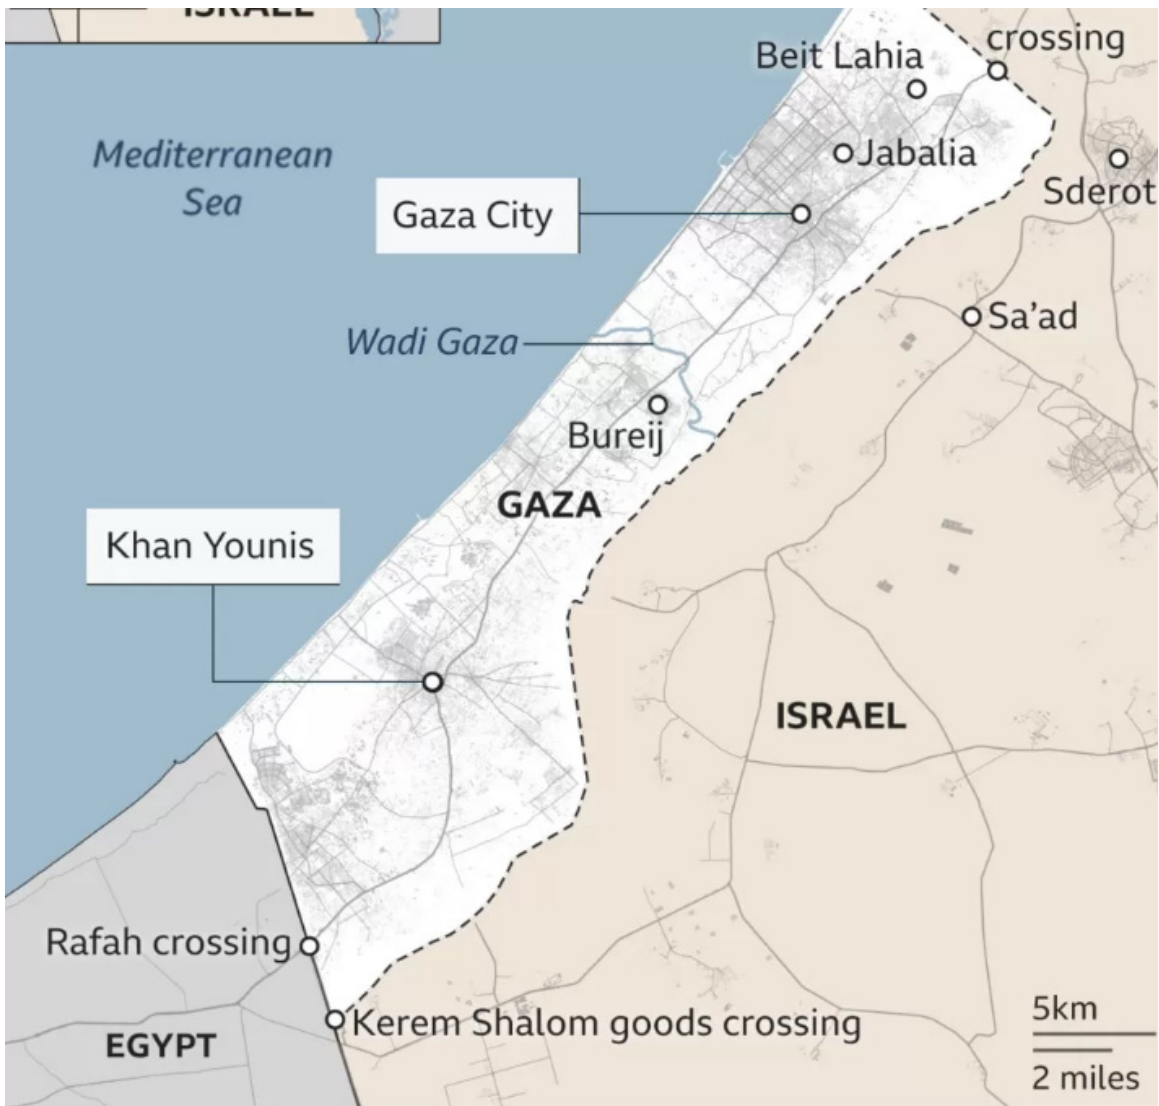 ISRAEL
crossing
Beit Lahia
Mediterranean
Sea
Jabalia
Sderot
Gaza City
Sa'ad
Wadi Gaza
Bureij
GAZA
Khan Younis
ISRAEL
Rafah crossing
Kerem Shalom goods crossing
EGYPT
5km
2 miles